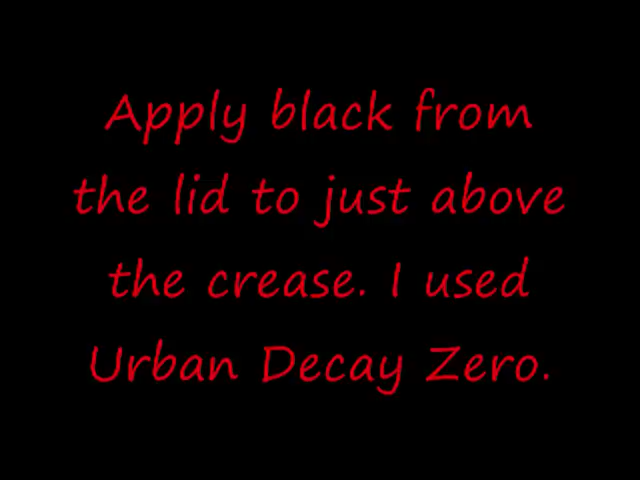 Apply black from
the lid to just above
the crease. I used
Urban Decay Zero.